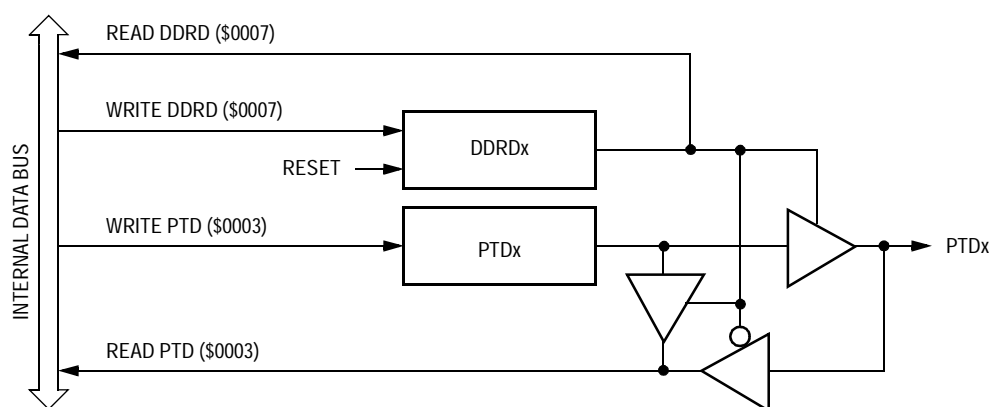 READ DDRD ($0007)
WRITE DDRD ($0007)
DDRDx
RESET
INTERNAL DATA BUS
WRITE PTD ($0003)
PTDx
PTDx
READ PTD ($0003)